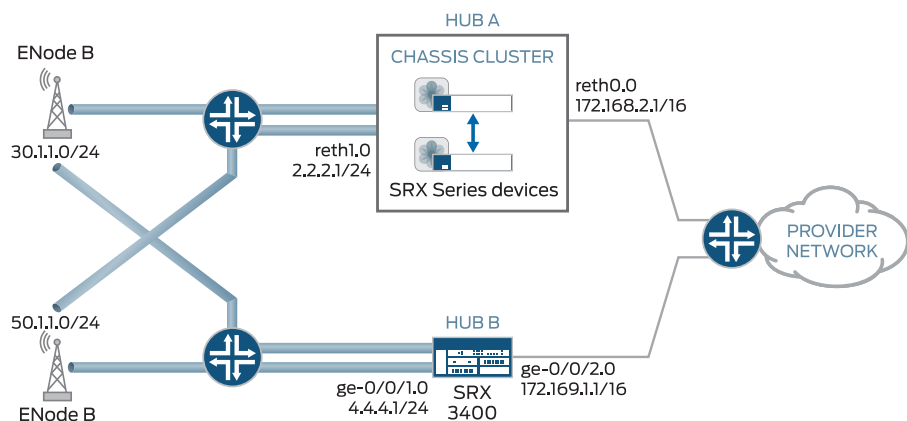 HUB A
ENode B
CHASSIS CLUSTER
reth0.0
172.168.2.1/16
30.1.1.0/24
reth1.0
2.2.2.1/24
SRX Series devices
PROVIDER
NETWORK
50.1.1.0/24
HUB B
ge-0/0/1.0
4.4.4.1/24
SRX
3400
ge-0/0/2.0
172.169.1.1/16
ENode B